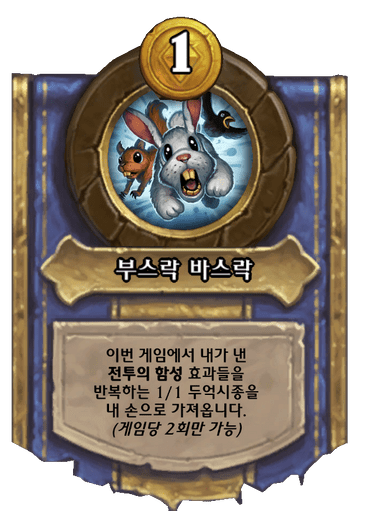 1
부스럭 바스락
이번 게임에서 내가 낸
전투의 함성 효과들을
반복하는 1/1 두억시종을
내 손으로 가져옵니다.
(게임당 2회만 가능)